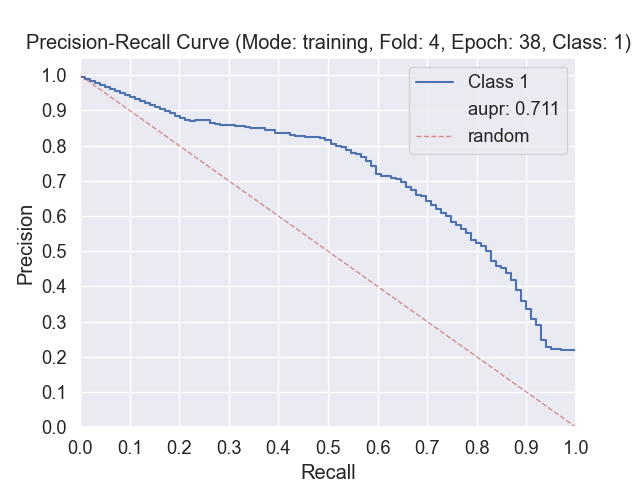 Precision-Recall Curve (Mode: training, Fold: 4, Epoch: 38, Class: 1)
Class 1
aupr: 0.711
random
Precision
1.0
0.9
0.8
0.7
0.6
0.5
0.4
0.3
0.2
0.1
0.0
0.0 0.1 0.2 0.3 0.4 0.5 0.6 0.7 0.8 0.9 1.0
Recall